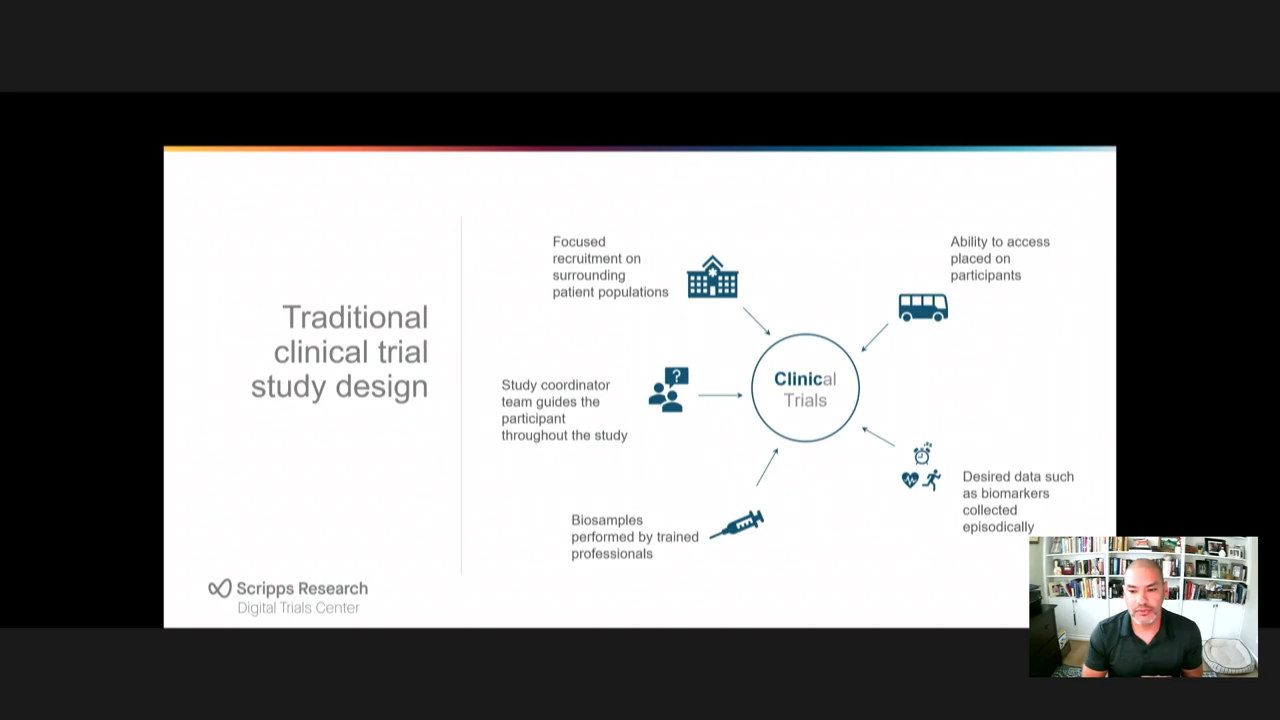 Traditional
clinical trial
study design
Focused
recruitment on
surrounding
patient populations
Ability to access
placed on
participants
Study coordinator
team guides the
participant
throughout the study
?
Clinical
Trials
Desired data such
as biomarkers
collected
episodically
Biosamples
performed by trained
professionals
Scripps Research
Digital Trials Center